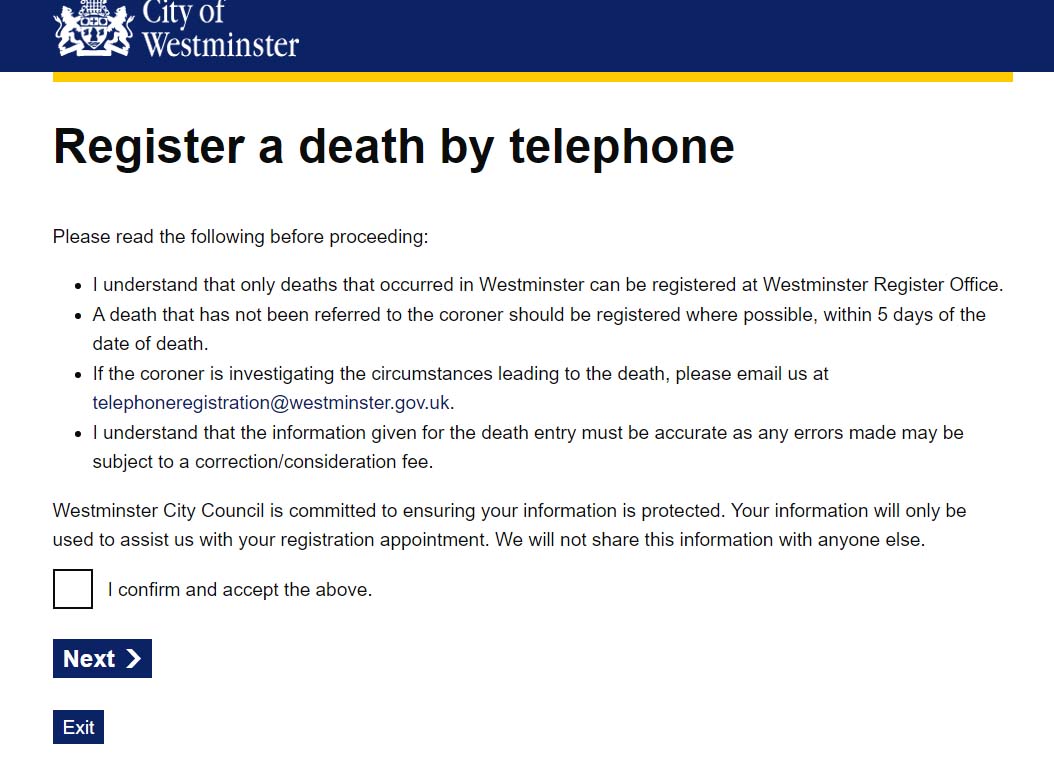 City of
Westminster
Register a death by telephone
Please read the following before proceeding:
• I understand that only deaths that occurred in Westminster can be registered at Westminster Register Office.
• A death that has not been referred to the coroner should be registered where possible, within 5 days of the
date of death.
• If the coroner is investigating the circumstances leading to the death, please email us at
telephoneregistration@westminster.gov.uk.
• I understand that the information given for the death entry must be accurate as any errors made may be
subject to a correction/consideration fee.
Westminster City Council is committed to ensuring your information is protected. Your information will only be
used to assist us with your registration appointment. We will not share this information with anyone else.
I confirm and accept the above.
Next
Exit